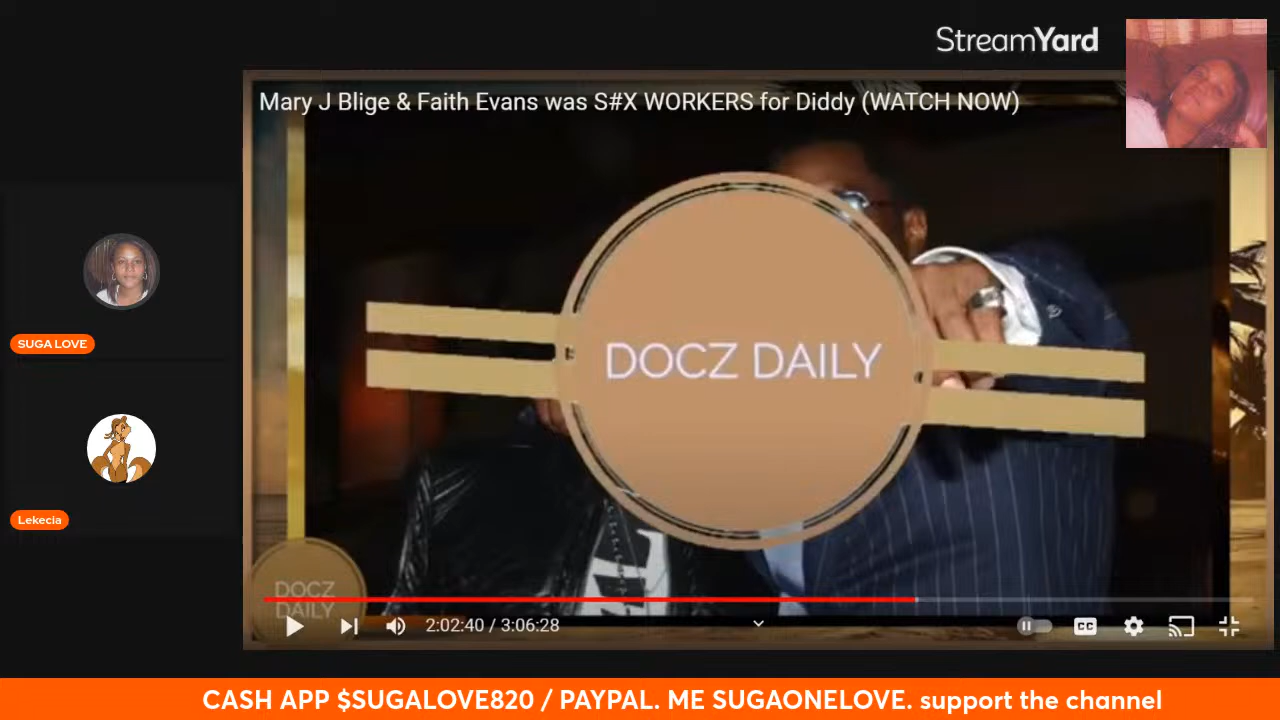 StreamYard
Mary J Blige & Faith Evans was S#X WORKERS for Diddy (WATCH NOW)
DOCZ DAILY
SUGA LOVE
Lekecia
DOCZ
DAILY
2:02:40 / 3:06:28
CC
CASH APP $SUGALOVE820 / PAYPAL. ME SUGAONELOVE. support the channel